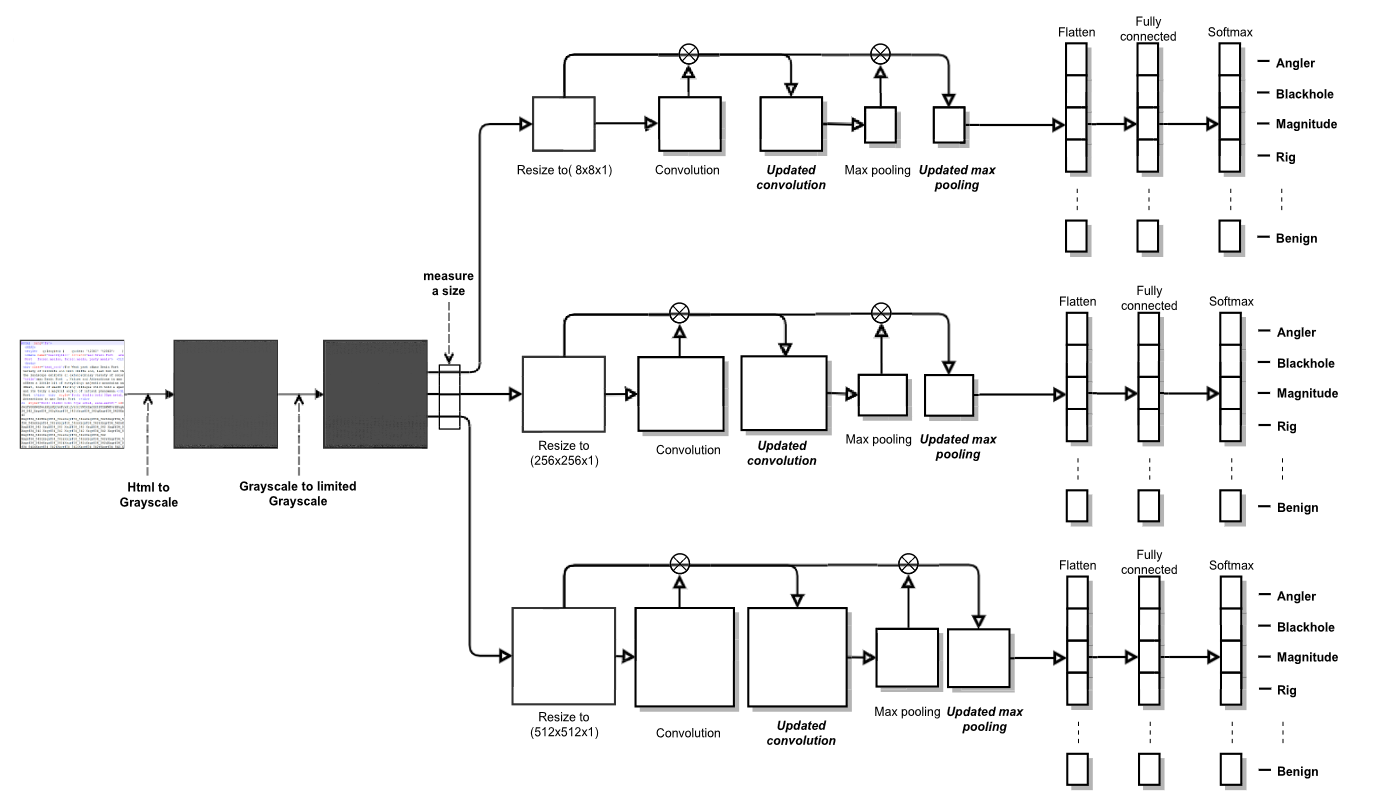 Flatten
Fully
connected
Softmax
Angler
Blackhole
Magnitude
Rig
Benign
Resize to( 8x8x1)
Convolution
Updated
convolution
Max pooling
Updated max
pooling
measure
a size
Html to
Grayscale
Grayscale to limited
Grayscale
Flatten
Fully
connected
Softmax
Angler
Blackhole
Magnitude
Rig
Benign
Resize to
(256x256x1)
Convolution
Updated
convolution
Max pooling
Updated max
pooling
Flatten
Fully
connected
Softmax
Angler
Blackhole
Magnitude
Rig
Benign
Resize to
(512x512x1)
Convolution
Updated
convolution
Max pooling
Updated max
pooling